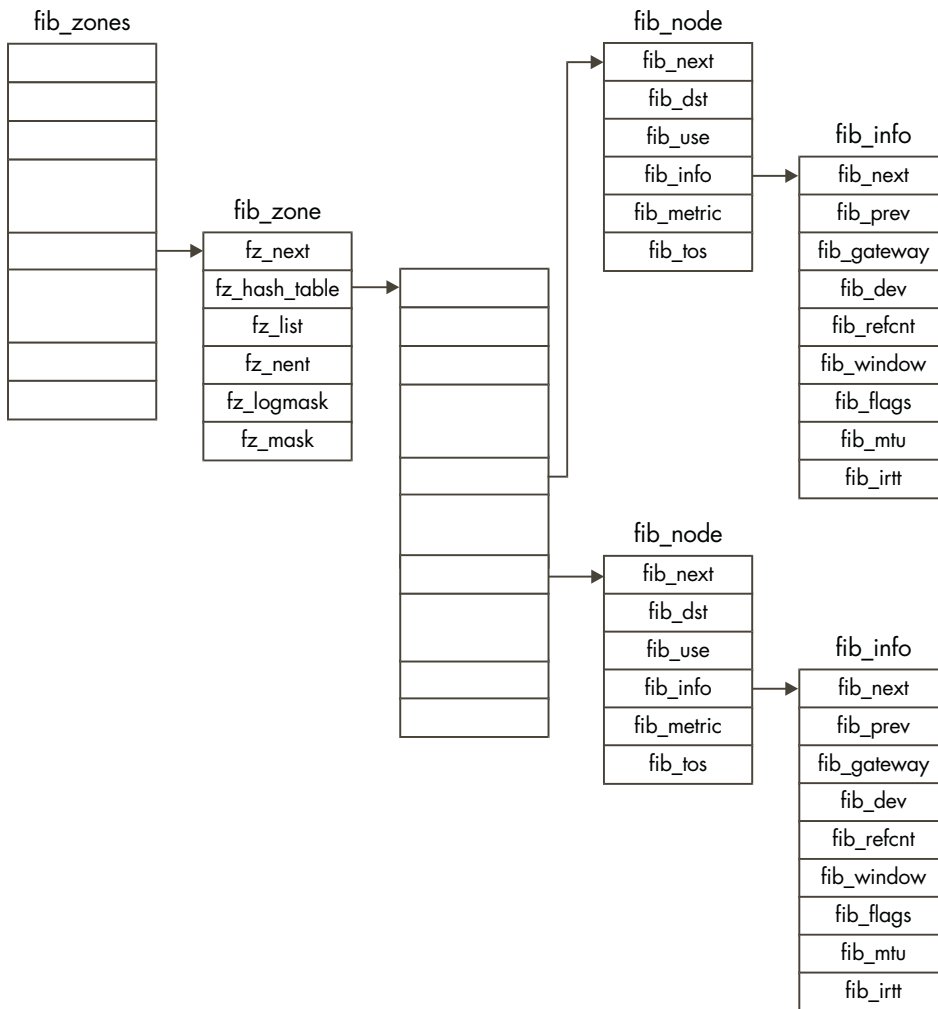 fib_zones
fib_zone
fz_next
fz_hash_table
fz_list
fz_nent
fz_logmask
fz_mask
fib_node
fib_next
fib_dst
fib_use
fib_info
fib_metric
fib_tos
fib_info
fib_next
fib_prev
fib_gateway
fib_dev
fib_refcnt
fib_window
fib_flags
fib_mtu
fib_irtt
fib_node
fib_next
fib_dst
fib_use
fib_info
fib_metric
fib_tos
fib_info
fib_next
fib_prev
fib_gateway
fib_dev
fib_refcnt
fib_window
fib_flags
fib_mtu
fib_irtt